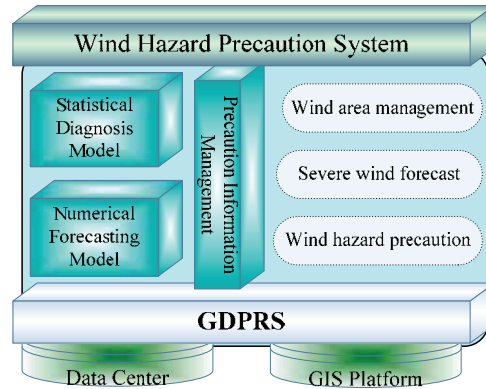 Wind Hazard Precaution System
Statistical
Diagnosis
Model
Numerical
Forecasting
Model
Precaution Information
Management
Wind area management
Severe wind forecast
Wind hazard precaution
GDPRS
Data Center
GIS Platform